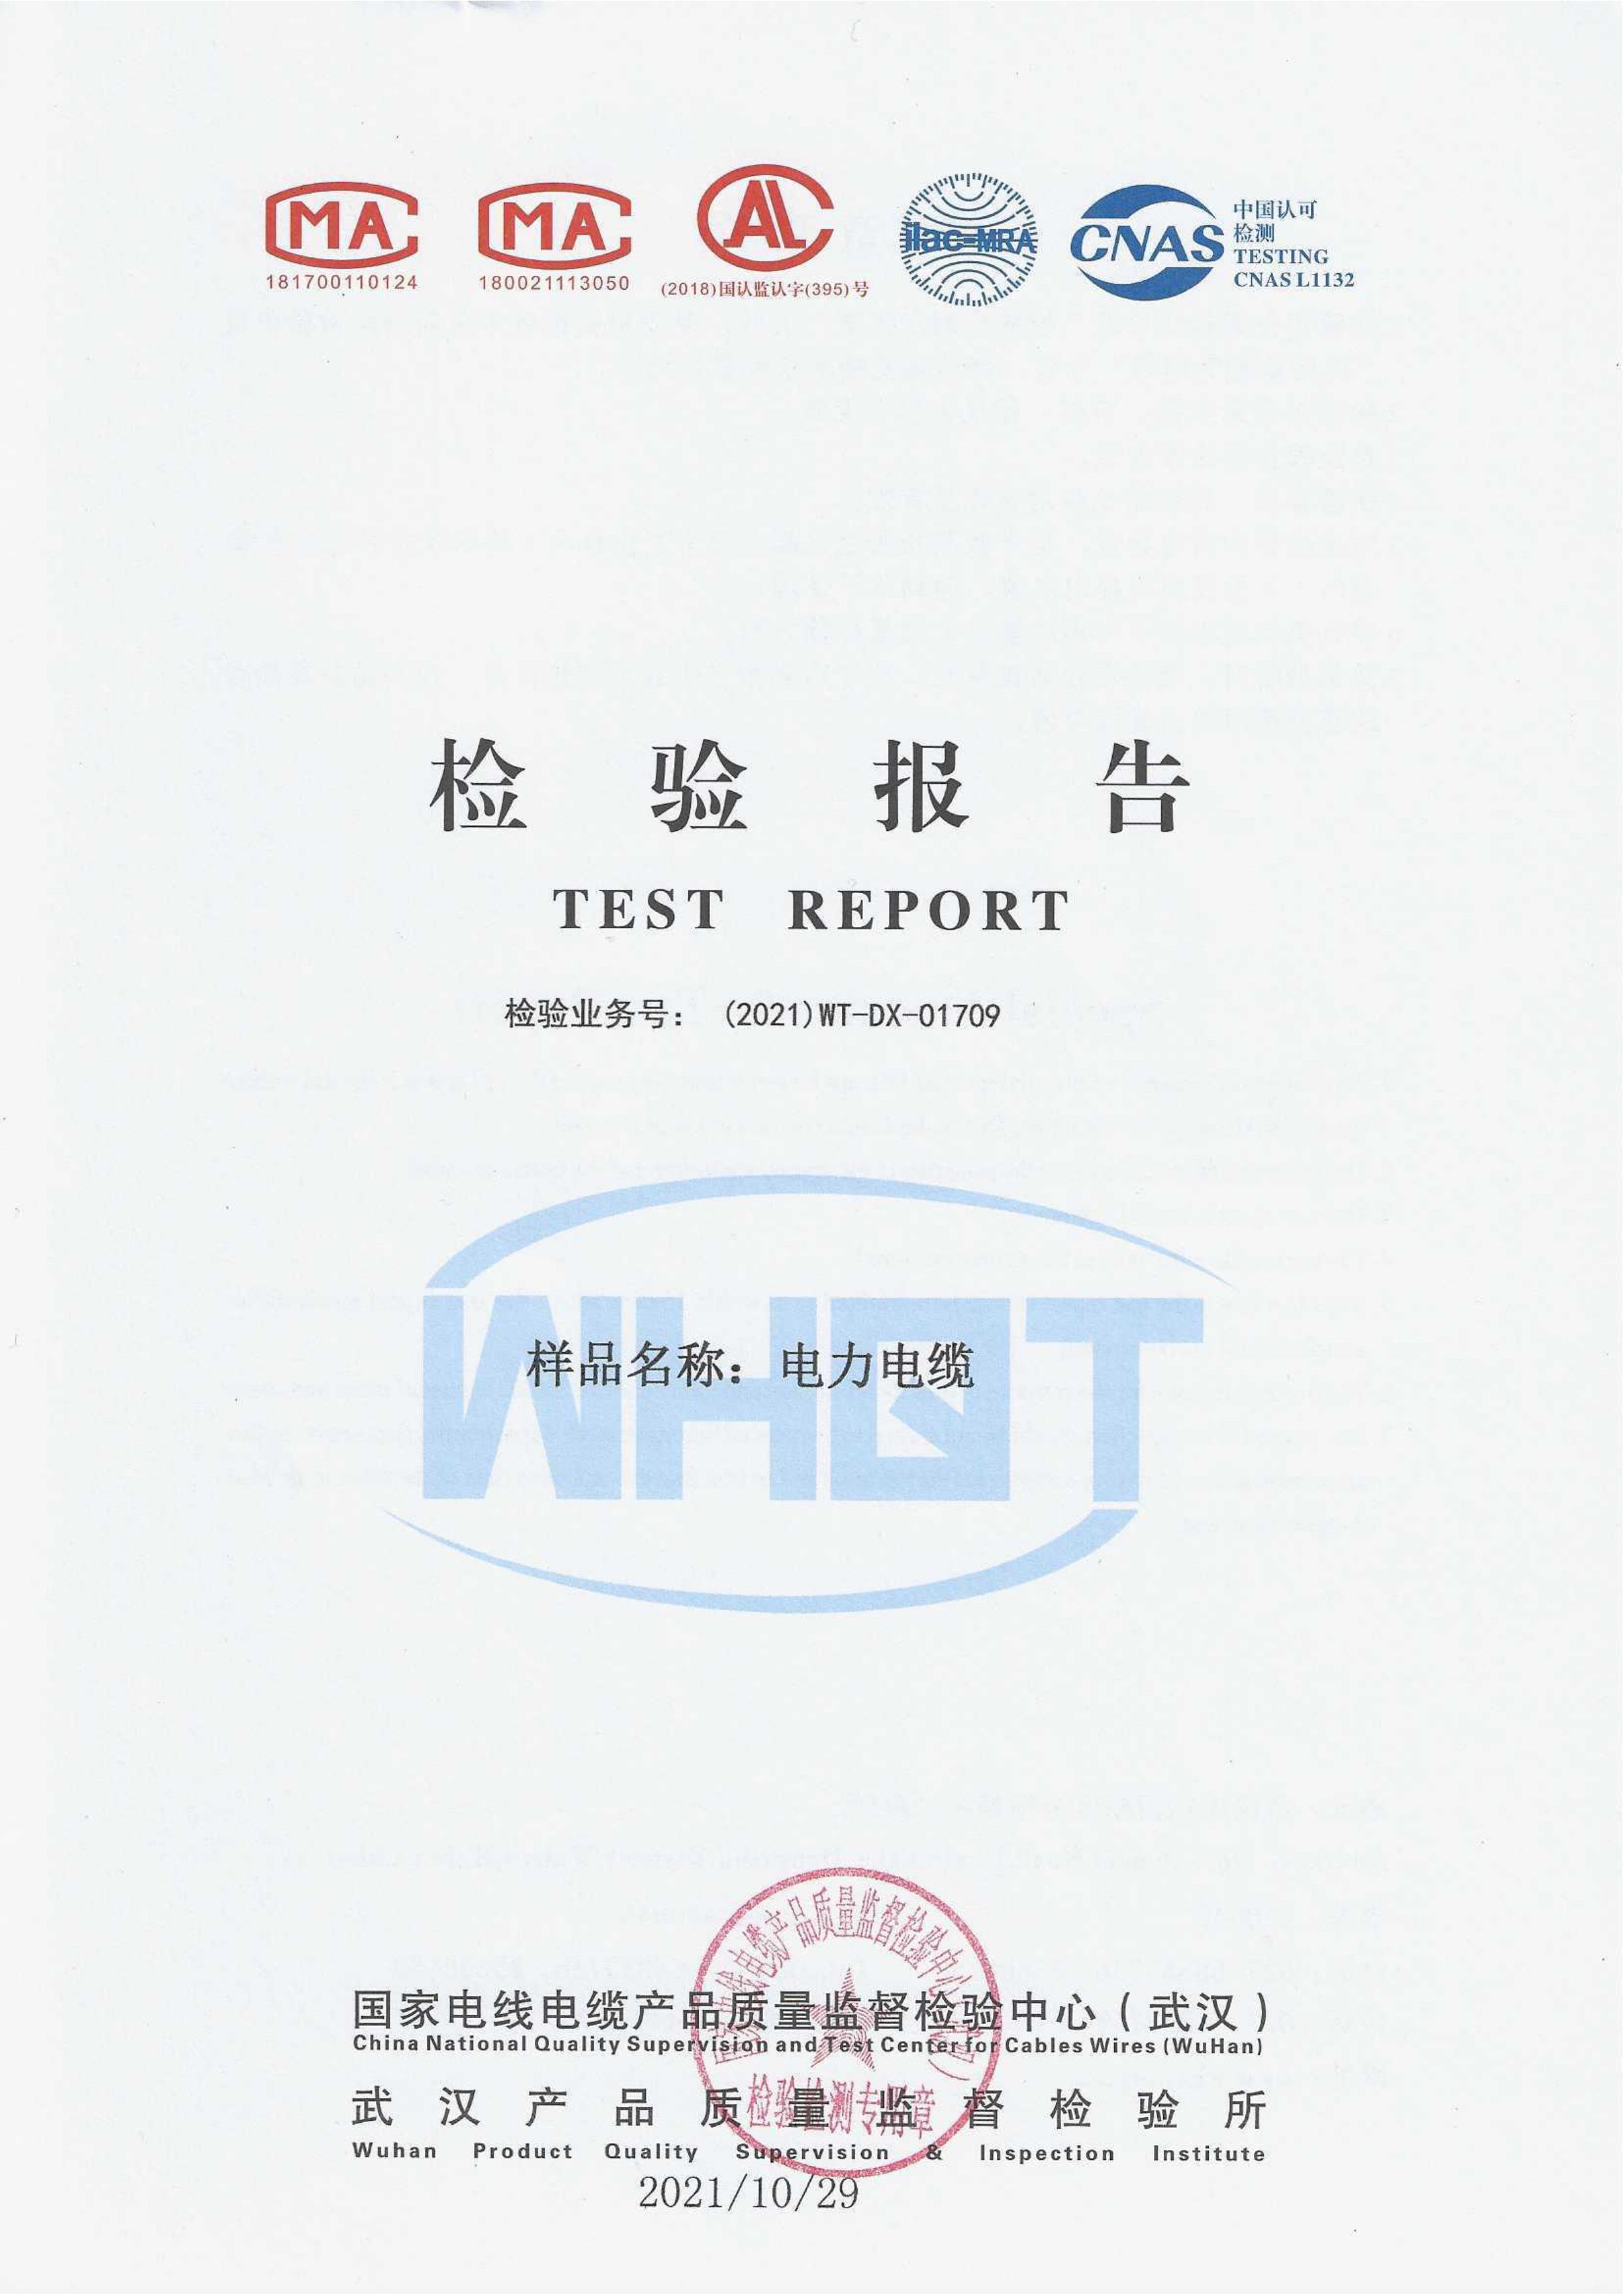 MA
181700110124
MA
180021113050
AL
(2018)国认监认字(395)号
ilac-MRA
CNAS
中国认可
检测
TESTING
CNAS L1132
检 验 报 告
TEST REPORT
检验业务号： (2021)WT-DX-01709
WHQT
样品名称：电力电缆
国家电线电缆产品质量监督检验中心（武汉）
China National Quality Supervision and Test Center for Cables Wires (WuHan)
武汉产品质量监督检验所
Wuhan Product Quality Supervision & Inspection Institute
国家电线电缆产品质量监督检验中心(武汉)
检验检测专用章
2021/10/29